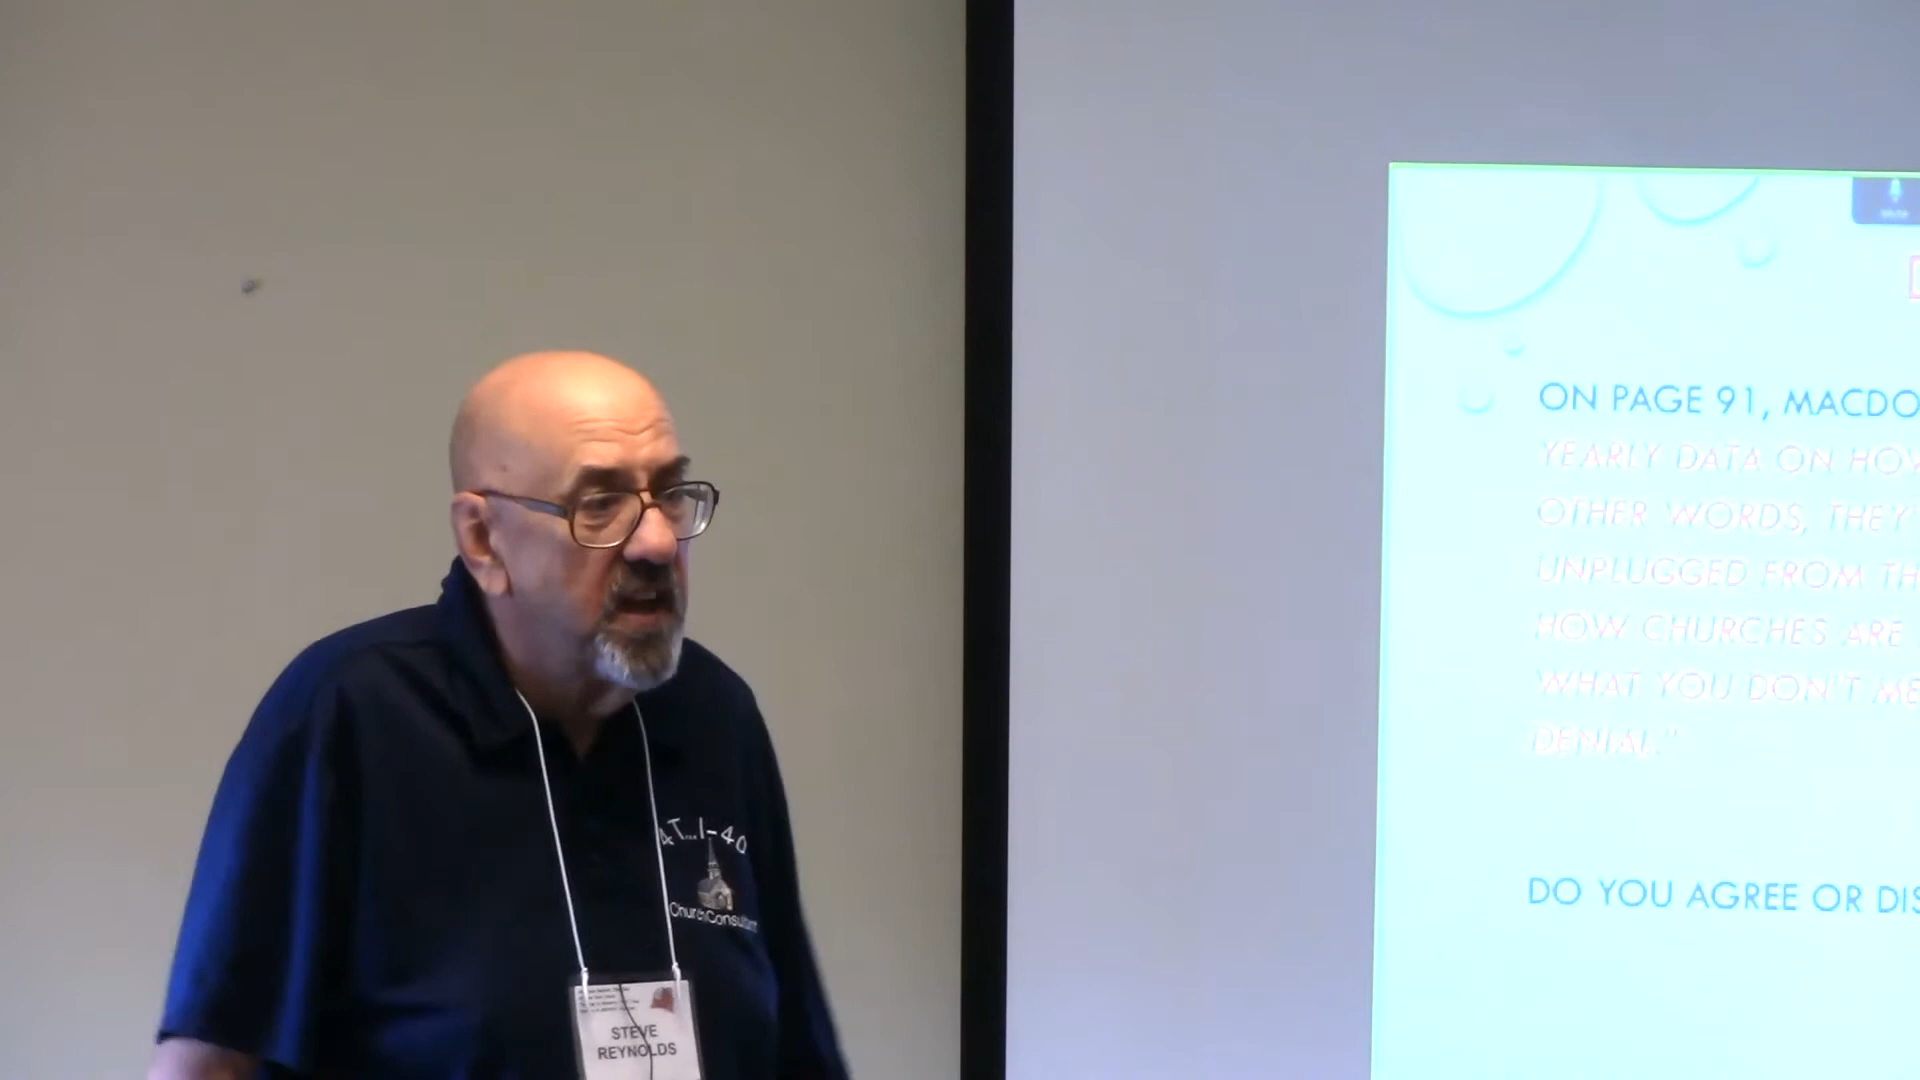 &T...I-40
Church Consultant
STEVE
REYNOLDS
ON PAGE 91, MACDO
YEARLY DATA ON HOW
OTHER WORDS, THEY'
UNPLUGGED FROM TH
HOW CHURCHES ARE
WHAT YOU DON'T ME
DENIAL."
DO YOU AGREE OR DIS